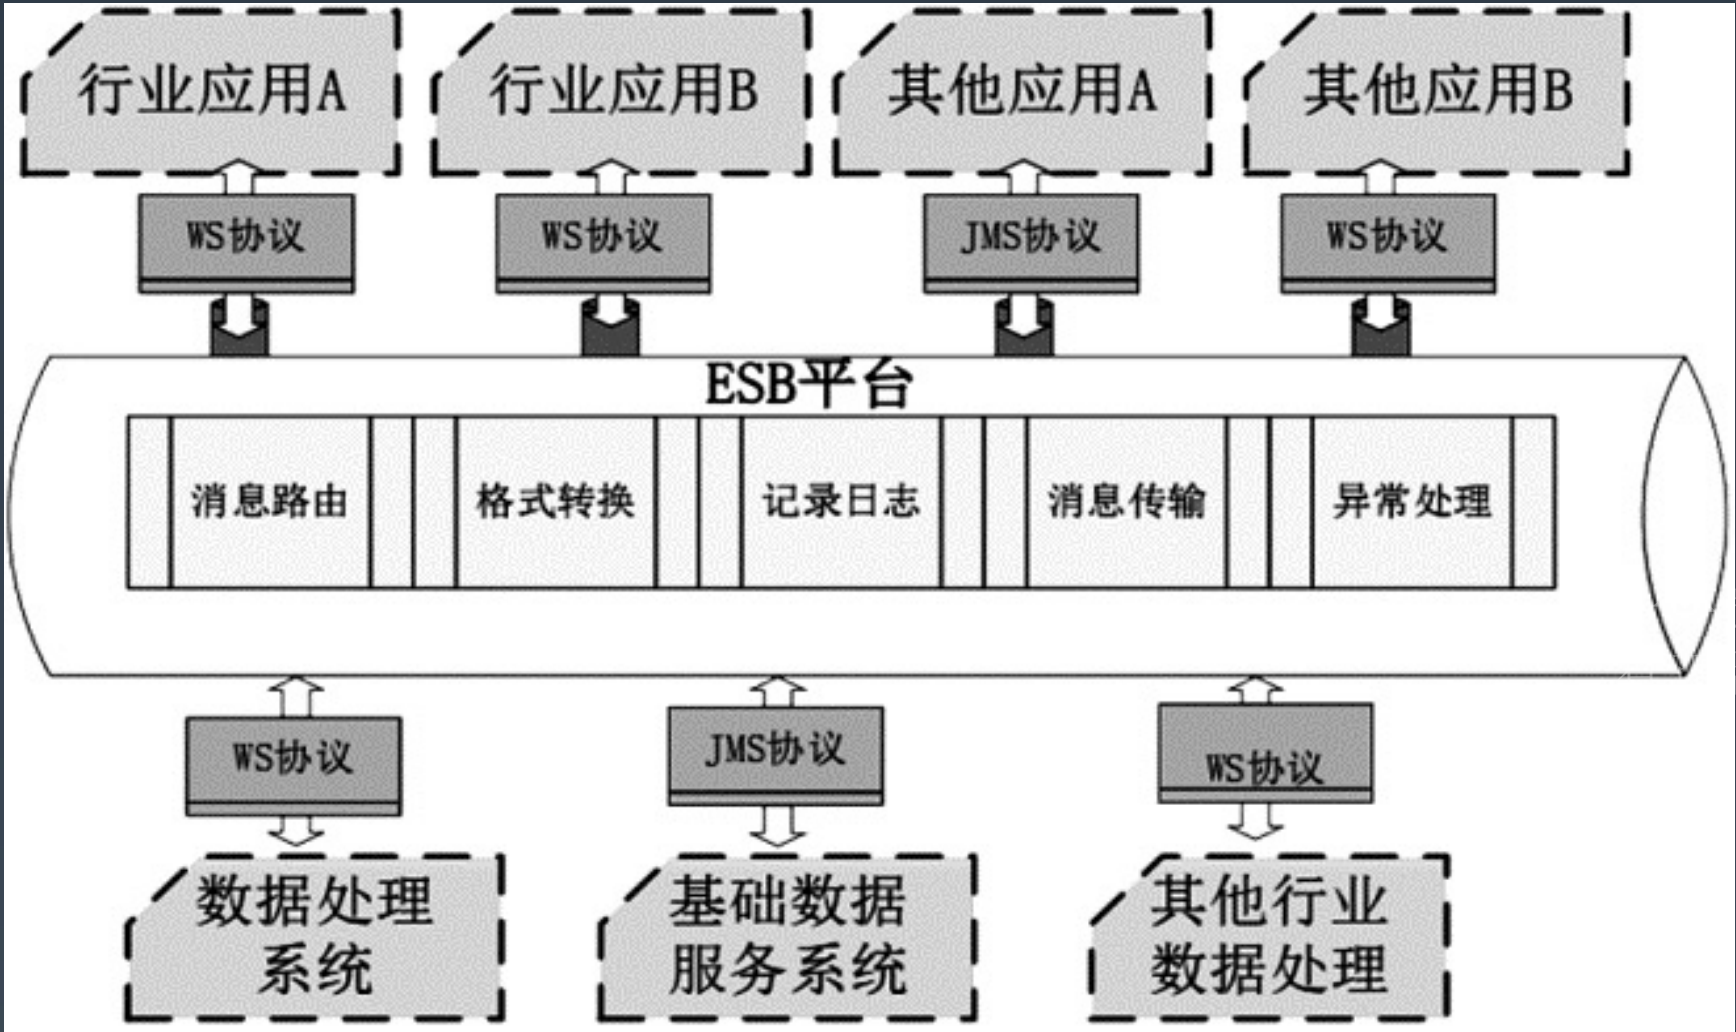 行业应用A
行业应用B
其他应用A
其他应用B
WS协议
WS协议
JMS协议
WS协议
ESB平台
消息路由
格式转换
记录日志
消息传输
异常处理
WS协议
JMS协议
WS协议
数据处理
系统
基础数据
服务系统
其他行业
数据处理